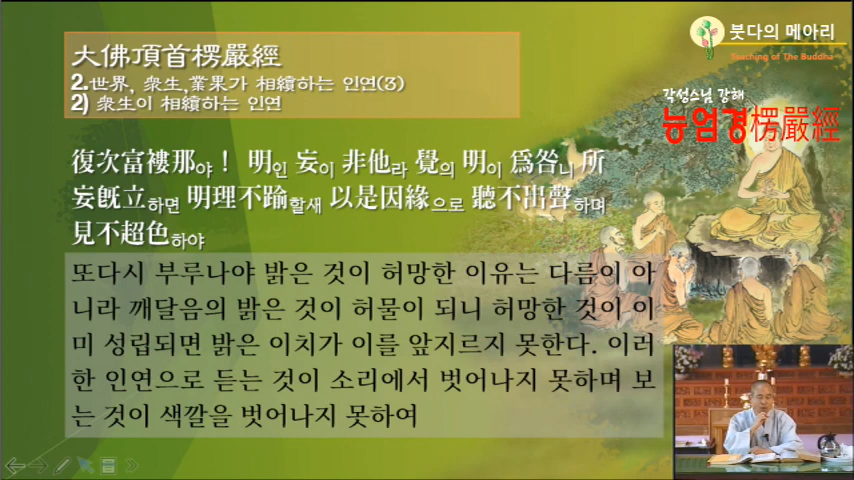 大佛頂首楞嚴經
2.世界, 衆生,業果가 相續하는 인연(3)
2) 衆生이 相續하는 인연
復次富褸那야 ! 明인 妄이 非他라 覺의 明이 爲咎니 所
妄旣立하면 明理不踰할새 以是因緣으로 聽不出聲하며
見不超色하야
또다시 부루나야 밝은 것이 허망한 이유는 다름이 아
니라 깨달음의 밝은 것이 허물이 되니 허망한 것이 이
미 성립되면 밝은 이치가 이를 앞지르지 못한다. 이러
한 인연으로 듣는 것이 소리에서 벗어나지 못하며 보
는 것이 색깔을 벗어나지 못하여
붓다의 메아리
Teaching of The Buddha
각성스님 강해
능엄경楞嚴經